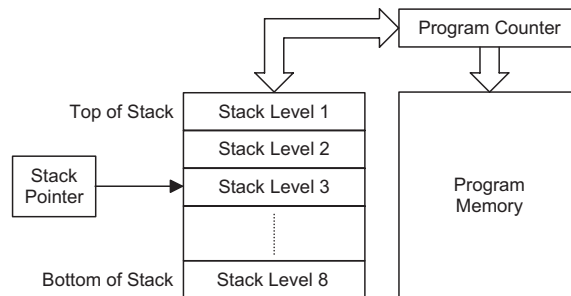 Program Counter
Top of Stack
Stack Level 1
Stack Level 2
Stack
Pointer
Stack Level 3
Program
Memory
Bottom of Stack
Stack Level 8